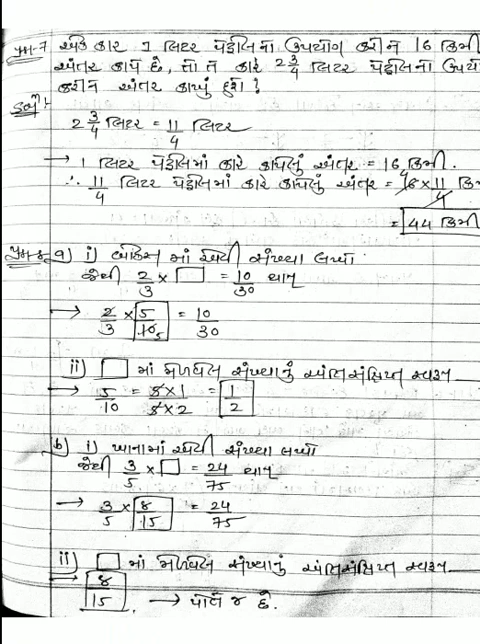 પ્રશ્ન-7 એક કાર 1 લિટર પેટ્રોલનો ઉપયોગ કરીને 16 કિમી
અંતર કાપે છે, તો તે કારે 2 3/4 લિટર પેટ્રોલનો ઉપયો
કરીને અંતર કાપ્યું હશે?
2 3/4 લિટર = 11/4 લિટર
→ 1 લિટર પેટ્રોલમાં કારે કાપેલું અંતર = 16 કિમી.
∴ 11/4 લિટર પેટ્રોલમાં કારે કાપેલું અંતર = 16 × 11/4 કિ
4
= 44 કિમી
પ્રશ્ન-8 a) i) બોક્સ માં એવી સંખ્યા લખો
જેથી 2/3 × □ = 10/30 થાય
→ 2/3 × 5/10 = 10/30
ii) □ માં મેળવેલ સંખ્યાનું અતિસંક્ષિપ્ત સ્વરૂપ
→ 5/10 = 5×1/5×2 = 1/2
b) i) ખાનામાં એવી સંખ્યા લખો
જેથી 3/5 × □ = 24/75 થાય
→ 3/5 × 8/15 = 24/75
ii) □ માં મેળવેલ સંખ્યાનું અતિસંક્ષિપ્ત સ્વરૂપ
→ 8/15 → પોતે જ છે.